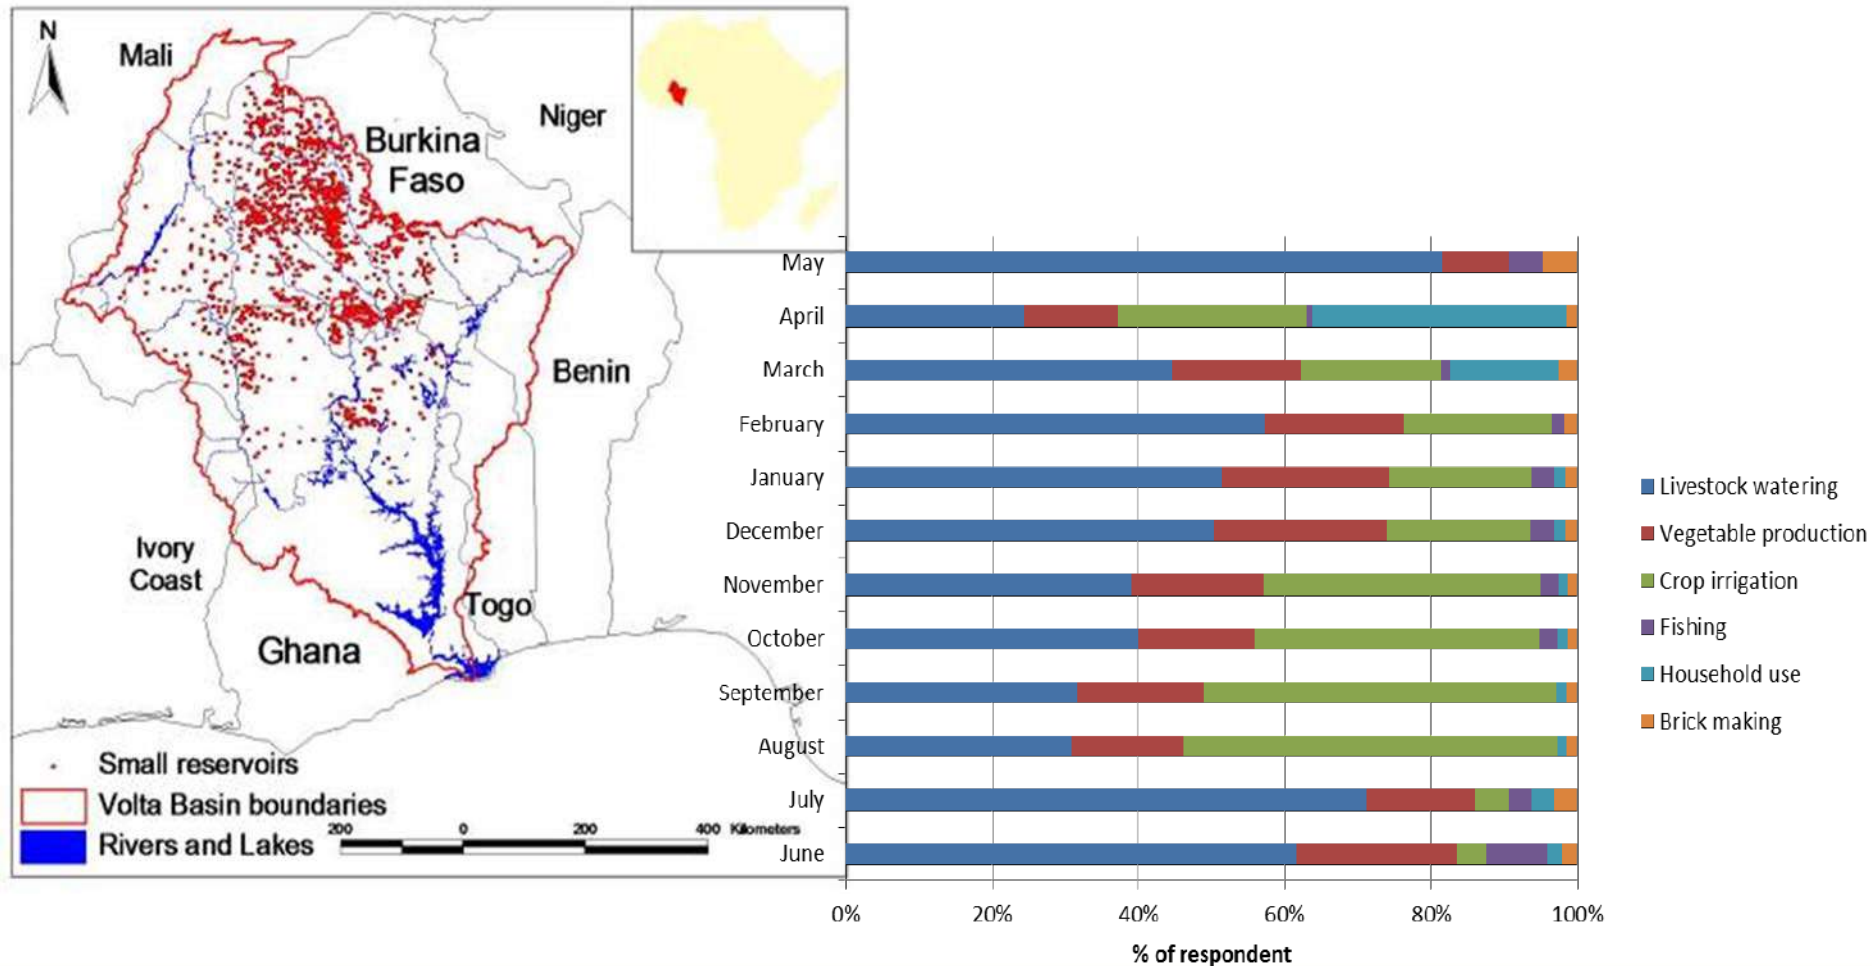 N
Mali
Niger
Burkina
Faso
Benin
Ivory
Coast
Togo
Ghana
Small reservoirs
Volta Basin boundaries
Rivers and Lakes
200 0 200 400 Kilometers
May
April
March
February
January
December
November
October
September
August
July
June
0% 20% 40% 60% 80% 100%
% of respondent
Livestock watering
Vegetable production
Crop irrigation
Fishing
Household use
Brick making